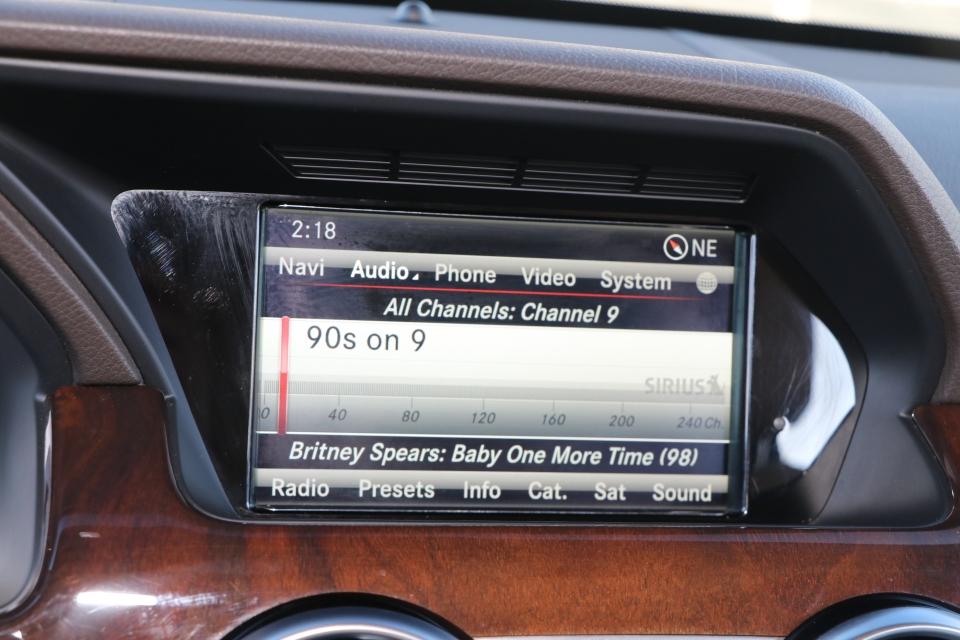 2:18 NE
Navi Audio Phone Video System
All Channels: Channel 9
90s on 9
SIRIUS
0 40 80 120 160 200 240 Ch.
Britney Spears: Baby One More Time (98)
Radio Presets Info Cat. Sat Sound